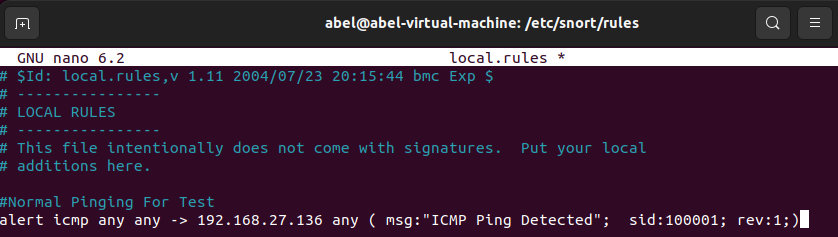 abel@abel-virtual-machine: /etc/snort/rules
GNU nano 6.2 local.rules *
# $Id: local.rules,v 1.11 2004/07/23 20:15:44 bmc Exp $
# ----------------
# LOCAL RULES
# ----------------
# This file intentionally does not come with signatures.  Put your local
# additions here.
#Normal Pinging For Test
alert icmp any any -> 192.168.27.136 any ( msg:"ICMP Ping Detected";  sid:100001; rev:1;)